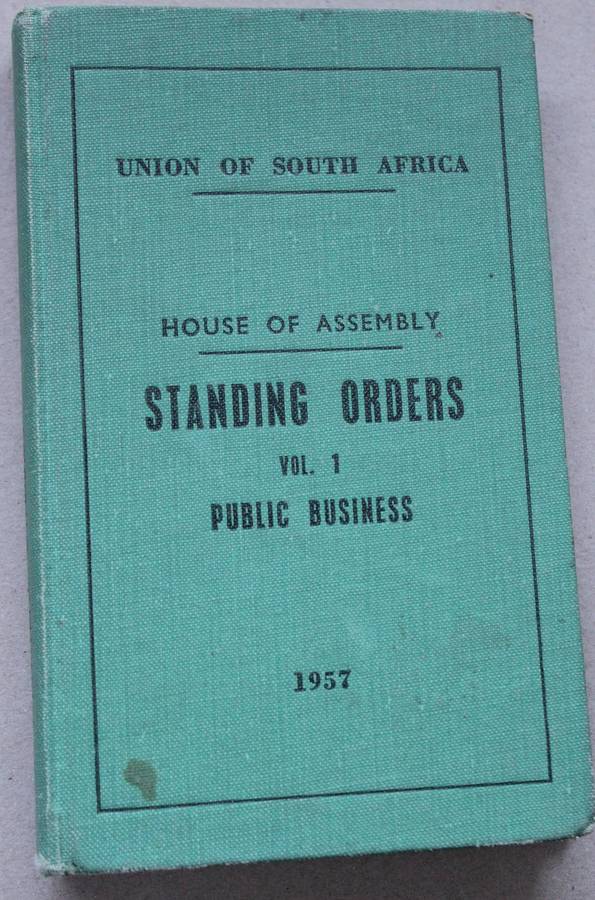 UNION OF SOUTH AFRICA
HOUSE OF ASSEMBLY
STANDING ORDERS
VOL. 1
PUBLIC BUSINESS
1957